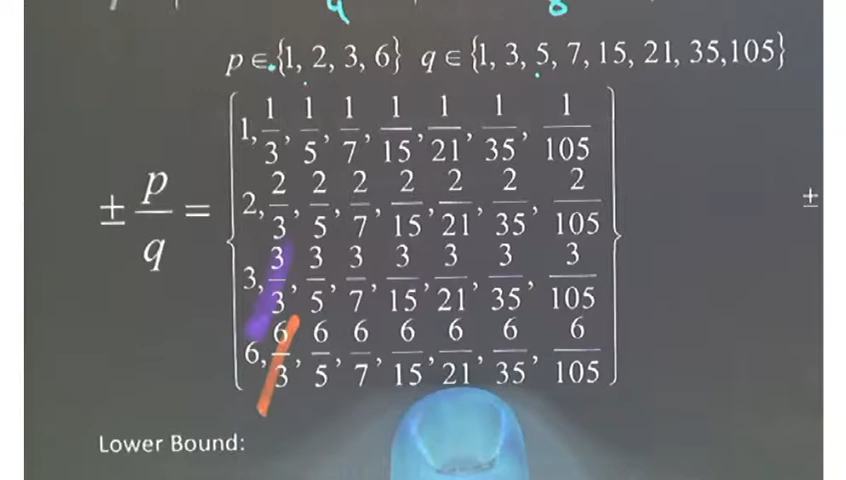 q 8
p ∈ {1, 2, 3, 6} q ∈ {1, 3, 5, 7, 15, 21, 35, 105}
± p/q = { 1, 1/3, 1/5, 1/7, 1/15, 1/21, 1/35, 1/105
2, 2/3, 2/5, 2/7, 2/15, 2/21, 2/35, 2/105
3, 3/3, 3/5, 3/7, 3/15, 3/21, 3/35, 3/105
6, 6/3, 6/5, 6/7, 6/15, 6/21, 6/35, 6/105 }
±
Lower Bound: